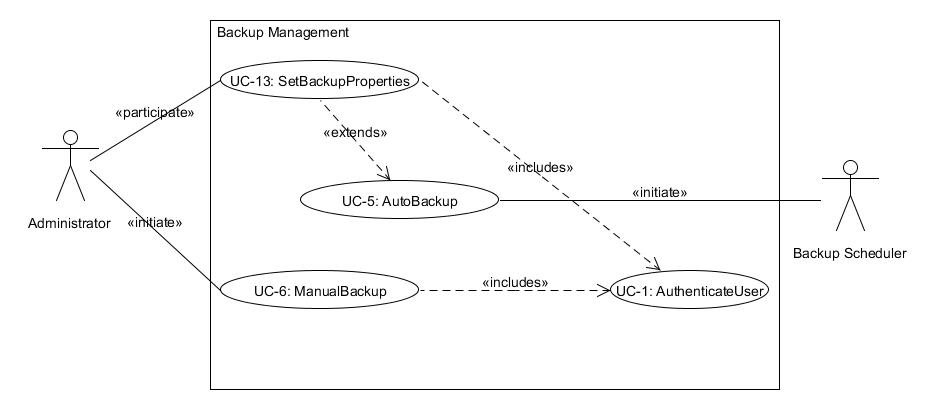 Backup Management
UC-13: SetBackupProperties
«participate»
«extends»
«includes»
«initiate»
UC-5: AutoBackup
Administrator
«initiate»
Backup Scheduler
UC-6: ManualBackup
«includes»
UC-1: AuthenticateUser